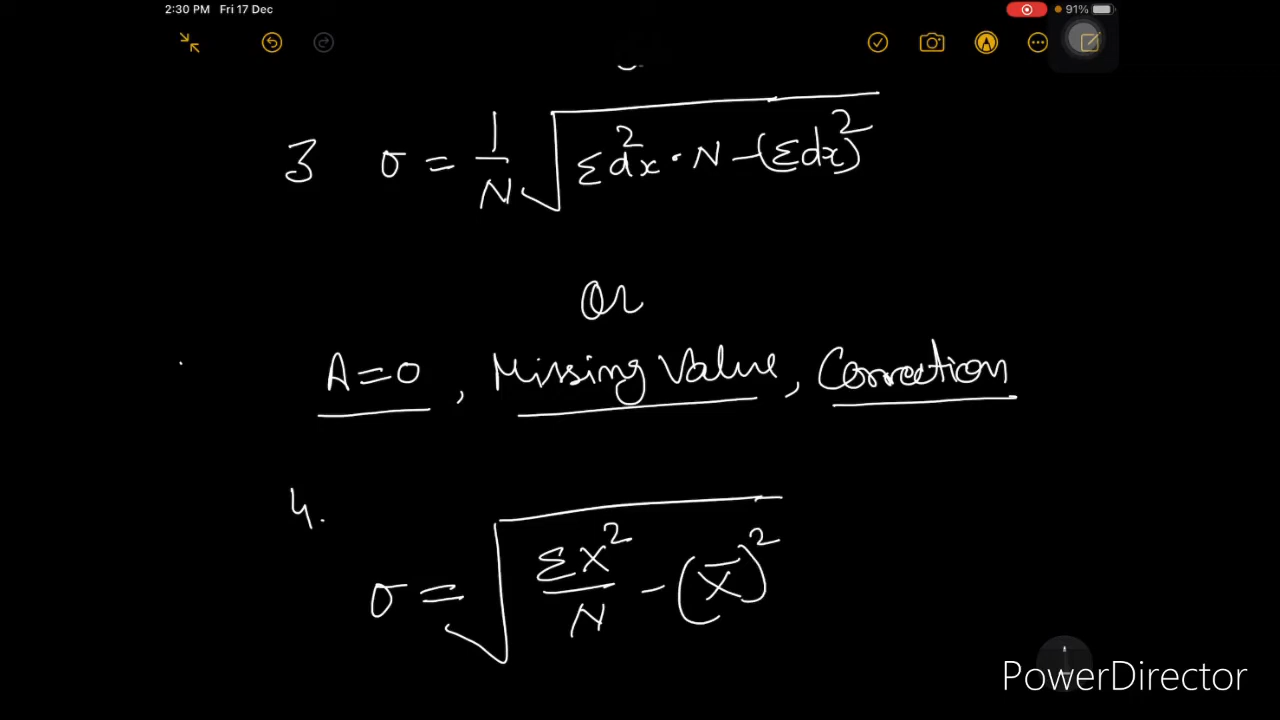 2:30 PM Fri 17 Dec 91%
3 σ = 1/N √(Σd²x · N - (Σdx)²)
Or
A = 0, Missing Value, Correction
4.
σ = √(ΣX²/N - (X̄)²)
PowerDirector